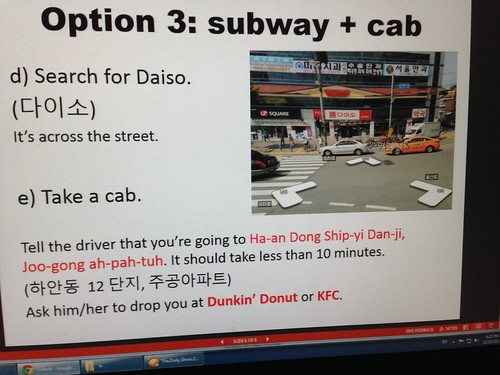 Option 3: subway + cab
d) Search for Daiso.
(다이소)
It's across the street.
SQUARE
다이소
e) Take a cab.
Tell the driver that you're going to Ha-an Dong Ship-yi Dan-ji,
Joo-gong ah-pah-tuh. It should take less than 10 minutes.
(하안동 12 단지, 주공아파트)
Ask him/her to drop you at Dunkin' Donut or KFC.
SLIDE 6 OF 8
NOTES